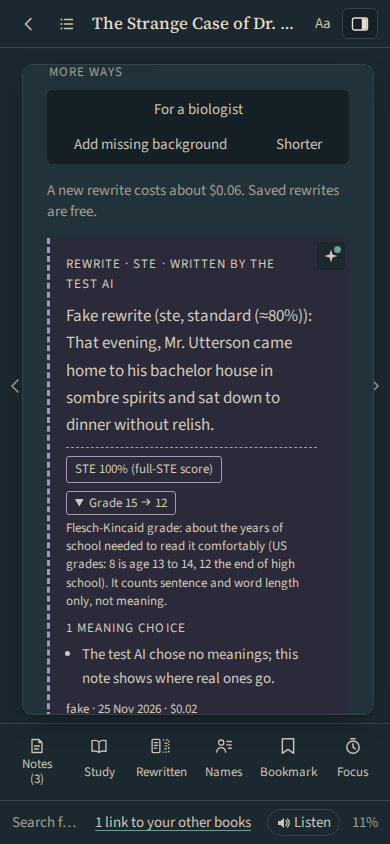 The Strange Case of Dr. ...
Aa
MORE WAYS
For a biologist
Add missing background
Shorter
A new rewrite costs about $0.06. Saved rewrites
are free.
REWRITE · STE · WRITTEN BY THE
TEST AI
Fake rewrite (ste, standard (≈80%)):
That evening, Mr. Utterson came
home to his bachelor house in
sombre spirits and sat down to
dinner without relish.
STE 100% (full-STE score)
▼ Grade 15 → 12
Flesch-Kincaid grade: about the years of
school needed to read it comfortably (US
grades: 8 is age 13 to 14, 12 the end of high
school). It counts sentence and word length
only, not meaning.
1 MEANING CHOICE
• The test AI chose no meanings; this
note shows where real ones go.
fake · 25 Nov 2026 · $0.02
Notes
(3)
Study
Rewritten
Names
Bookmark
Focus
Search f...
1 link to your other books
Listen
11%